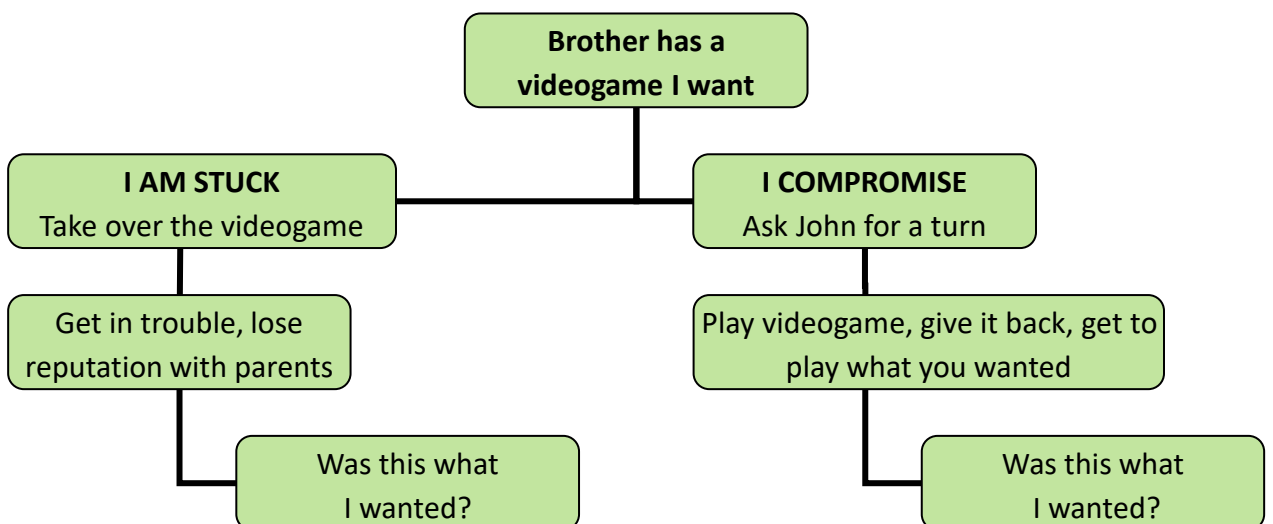 Brother has a
videogame I want
I AM STUCK
Take over the videogame
I COMPROMISE
Ask John for a turn
Get in trouble, lose
reputation with parents
Play videogame, give it back, get to
play what you wanted
Was this what
I wanted?
Was this what
I wanted?